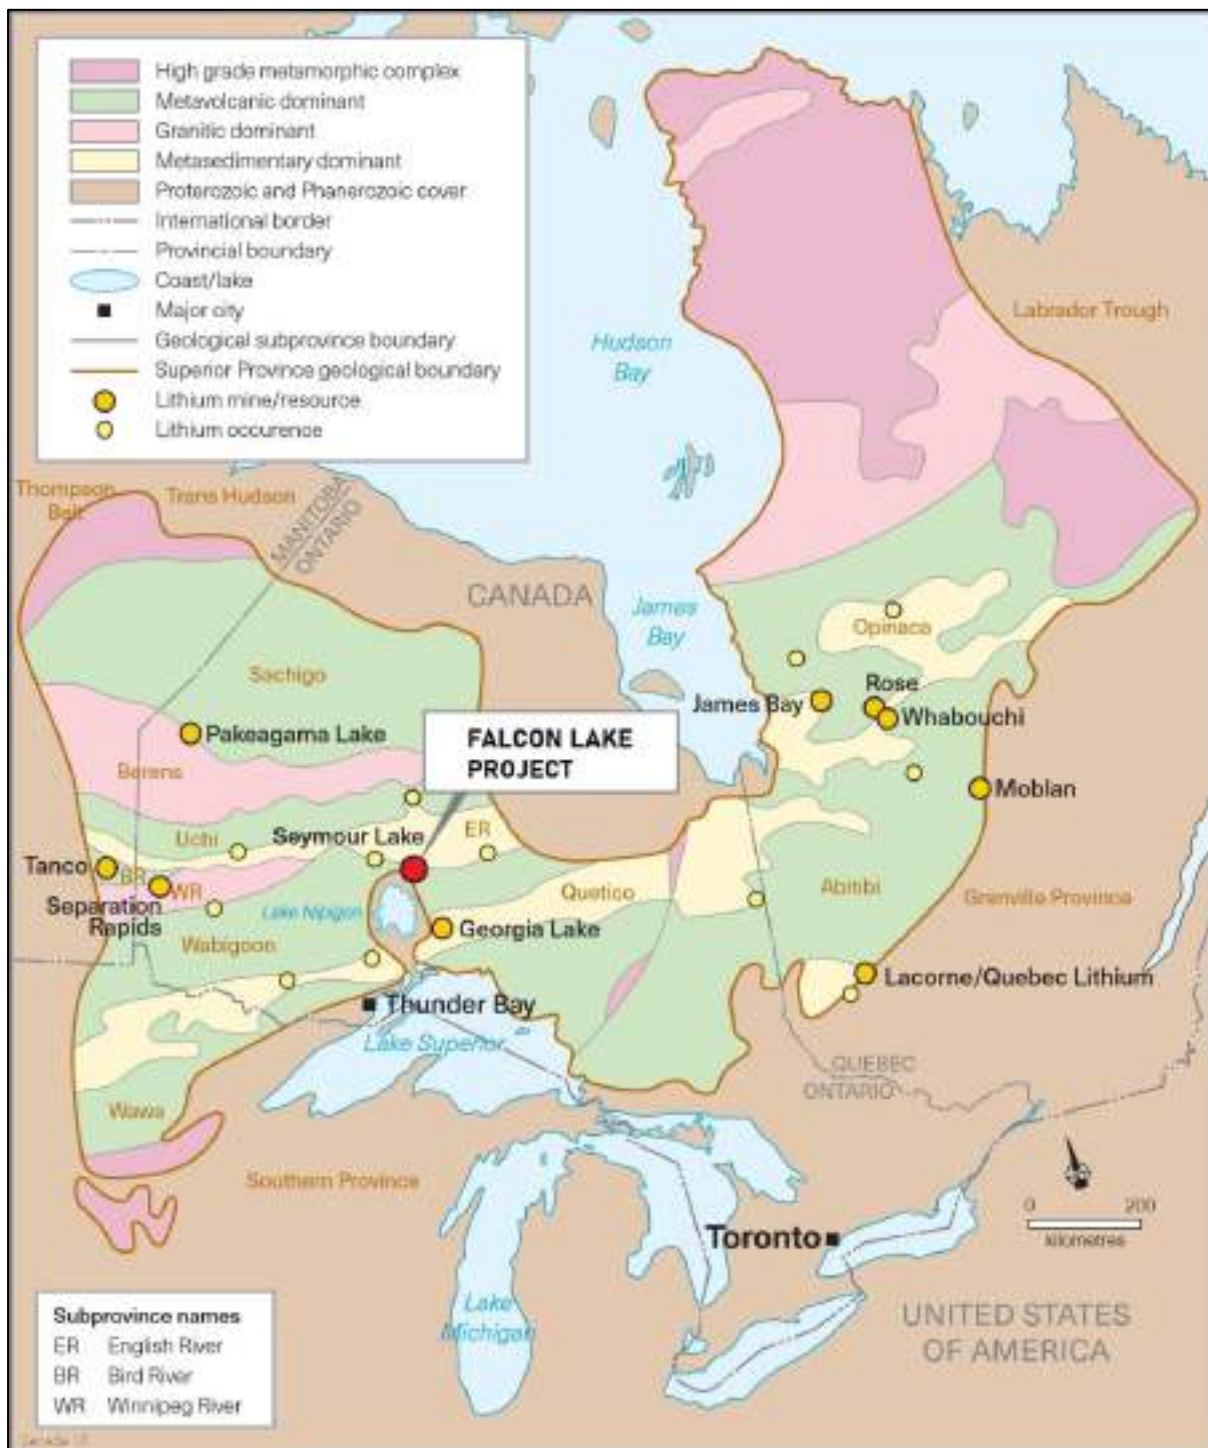 High grade metamorphic complex
Metavolcanic dominant
Granitic dominant
Metasedimentary dominant
Proterozoic and Phanerozoic cover
International border
Provincial boundary
Coast/lake
Major city
Geological subprovince boundary
Superior Province geological boundary
Lithium mine/resource
Lithium occurence
Labrador Trough
Hudson
Bay
Thompson
Belt
Trans Hudson
MANITOBA
ONTARIO
CANADA
James
Bay
Opinaca
Sachigo
Rose
James Bay
Whabouchi
Pakeagama Lake
FALCON LAKE
PROJECT
Berens
Moblan
Uchi
Seymour Lake
ER
Tanco
BR
WR
Quetico
Abitibi
Grenville Province
Separation
Rapids
Lake Nipigon
Georgia Lake
Wabigoon
Lacorne/Quebec Lithium
Thunder Bay
Lake Superior
QUEBEC
ONTARIO
Wawa
Southern Province
0 200
kilometres
Toronto
Lake
Michigan
UNITED STATES
OF AMERICA
Subprovince names
ER English River
BR Bird River
WR Winnipeg River